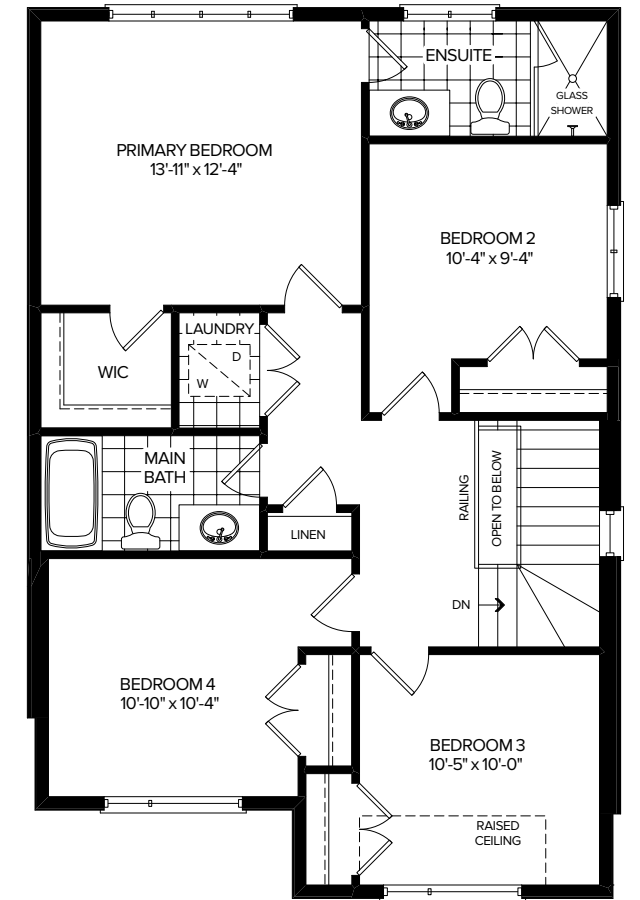 ENSUITE
GLASS
SHOWER
PRIMARY BEDROOM
13'-11" x 12'-4"
BEDROOM 2
10'-4" x 9'-4"
LAUNDRY
D
W
WIC
MAIN
BATH
LINEN
RAILING
OPEN TO BELOW
DN
BEDROOM 4
10'-10" x 10'-4"
BEDROOM 3
10'-5" x 10'-0"
RAISED
CEILING